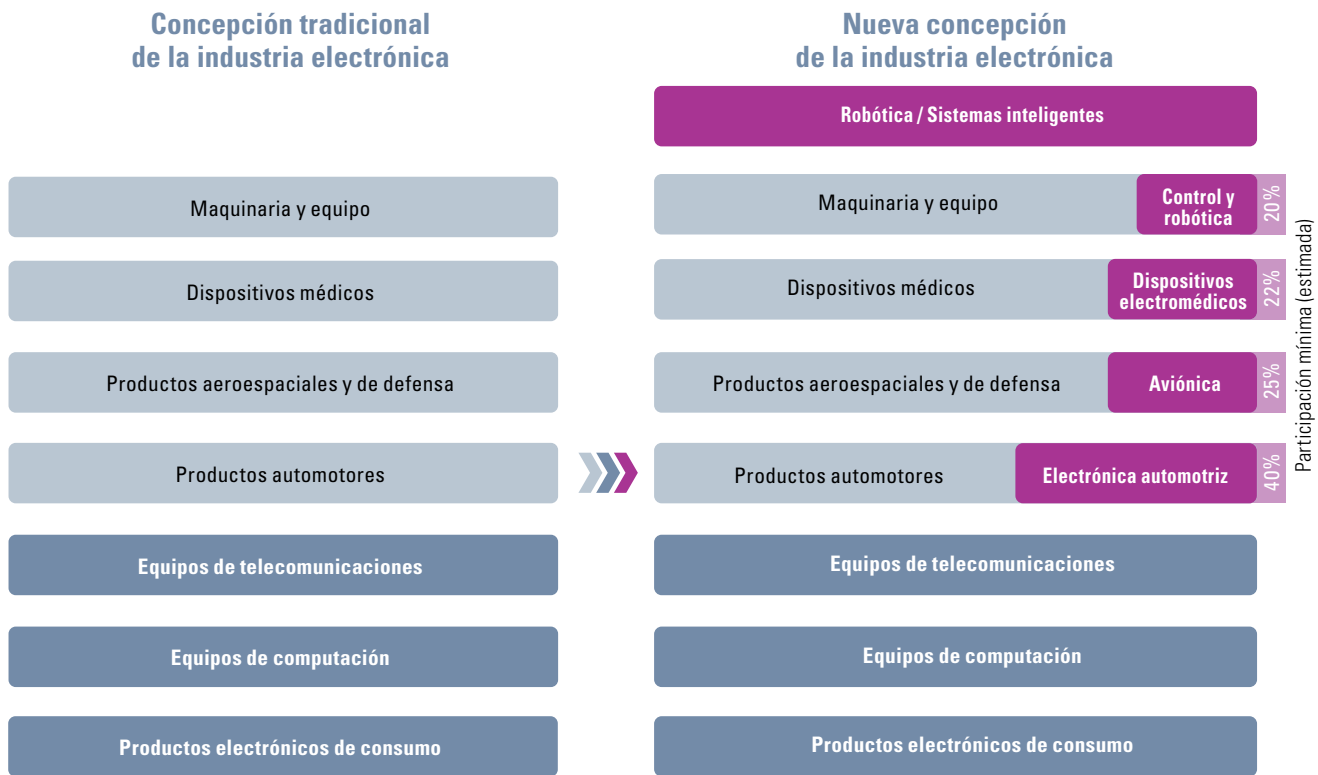 Concepción tradicional
de la industria electrónica
Maquinaria y equipo
Dispositivos médicos
Productos aeroespaciales y de defensa
Productos automotores
Equipos de telecomunicaciones
Equipos de computación
Productos electrónicos de consumo
Nueva concepción
de la industria electrónica
Robótica / Sistemas inteligentes
Maquinaria y equipo
Control y
robótica
20%
Dispositivos médicos
Dispositivos
electromédicos
22%
Productos aeroespaciales y de defensa
Aviónica
25%
Productos automotores
Electrónica automotriz
40%
Equipos de telecomunicaciones
Equipos de computación
Productos electrónicos de consumo
Participación mínima (estimada)